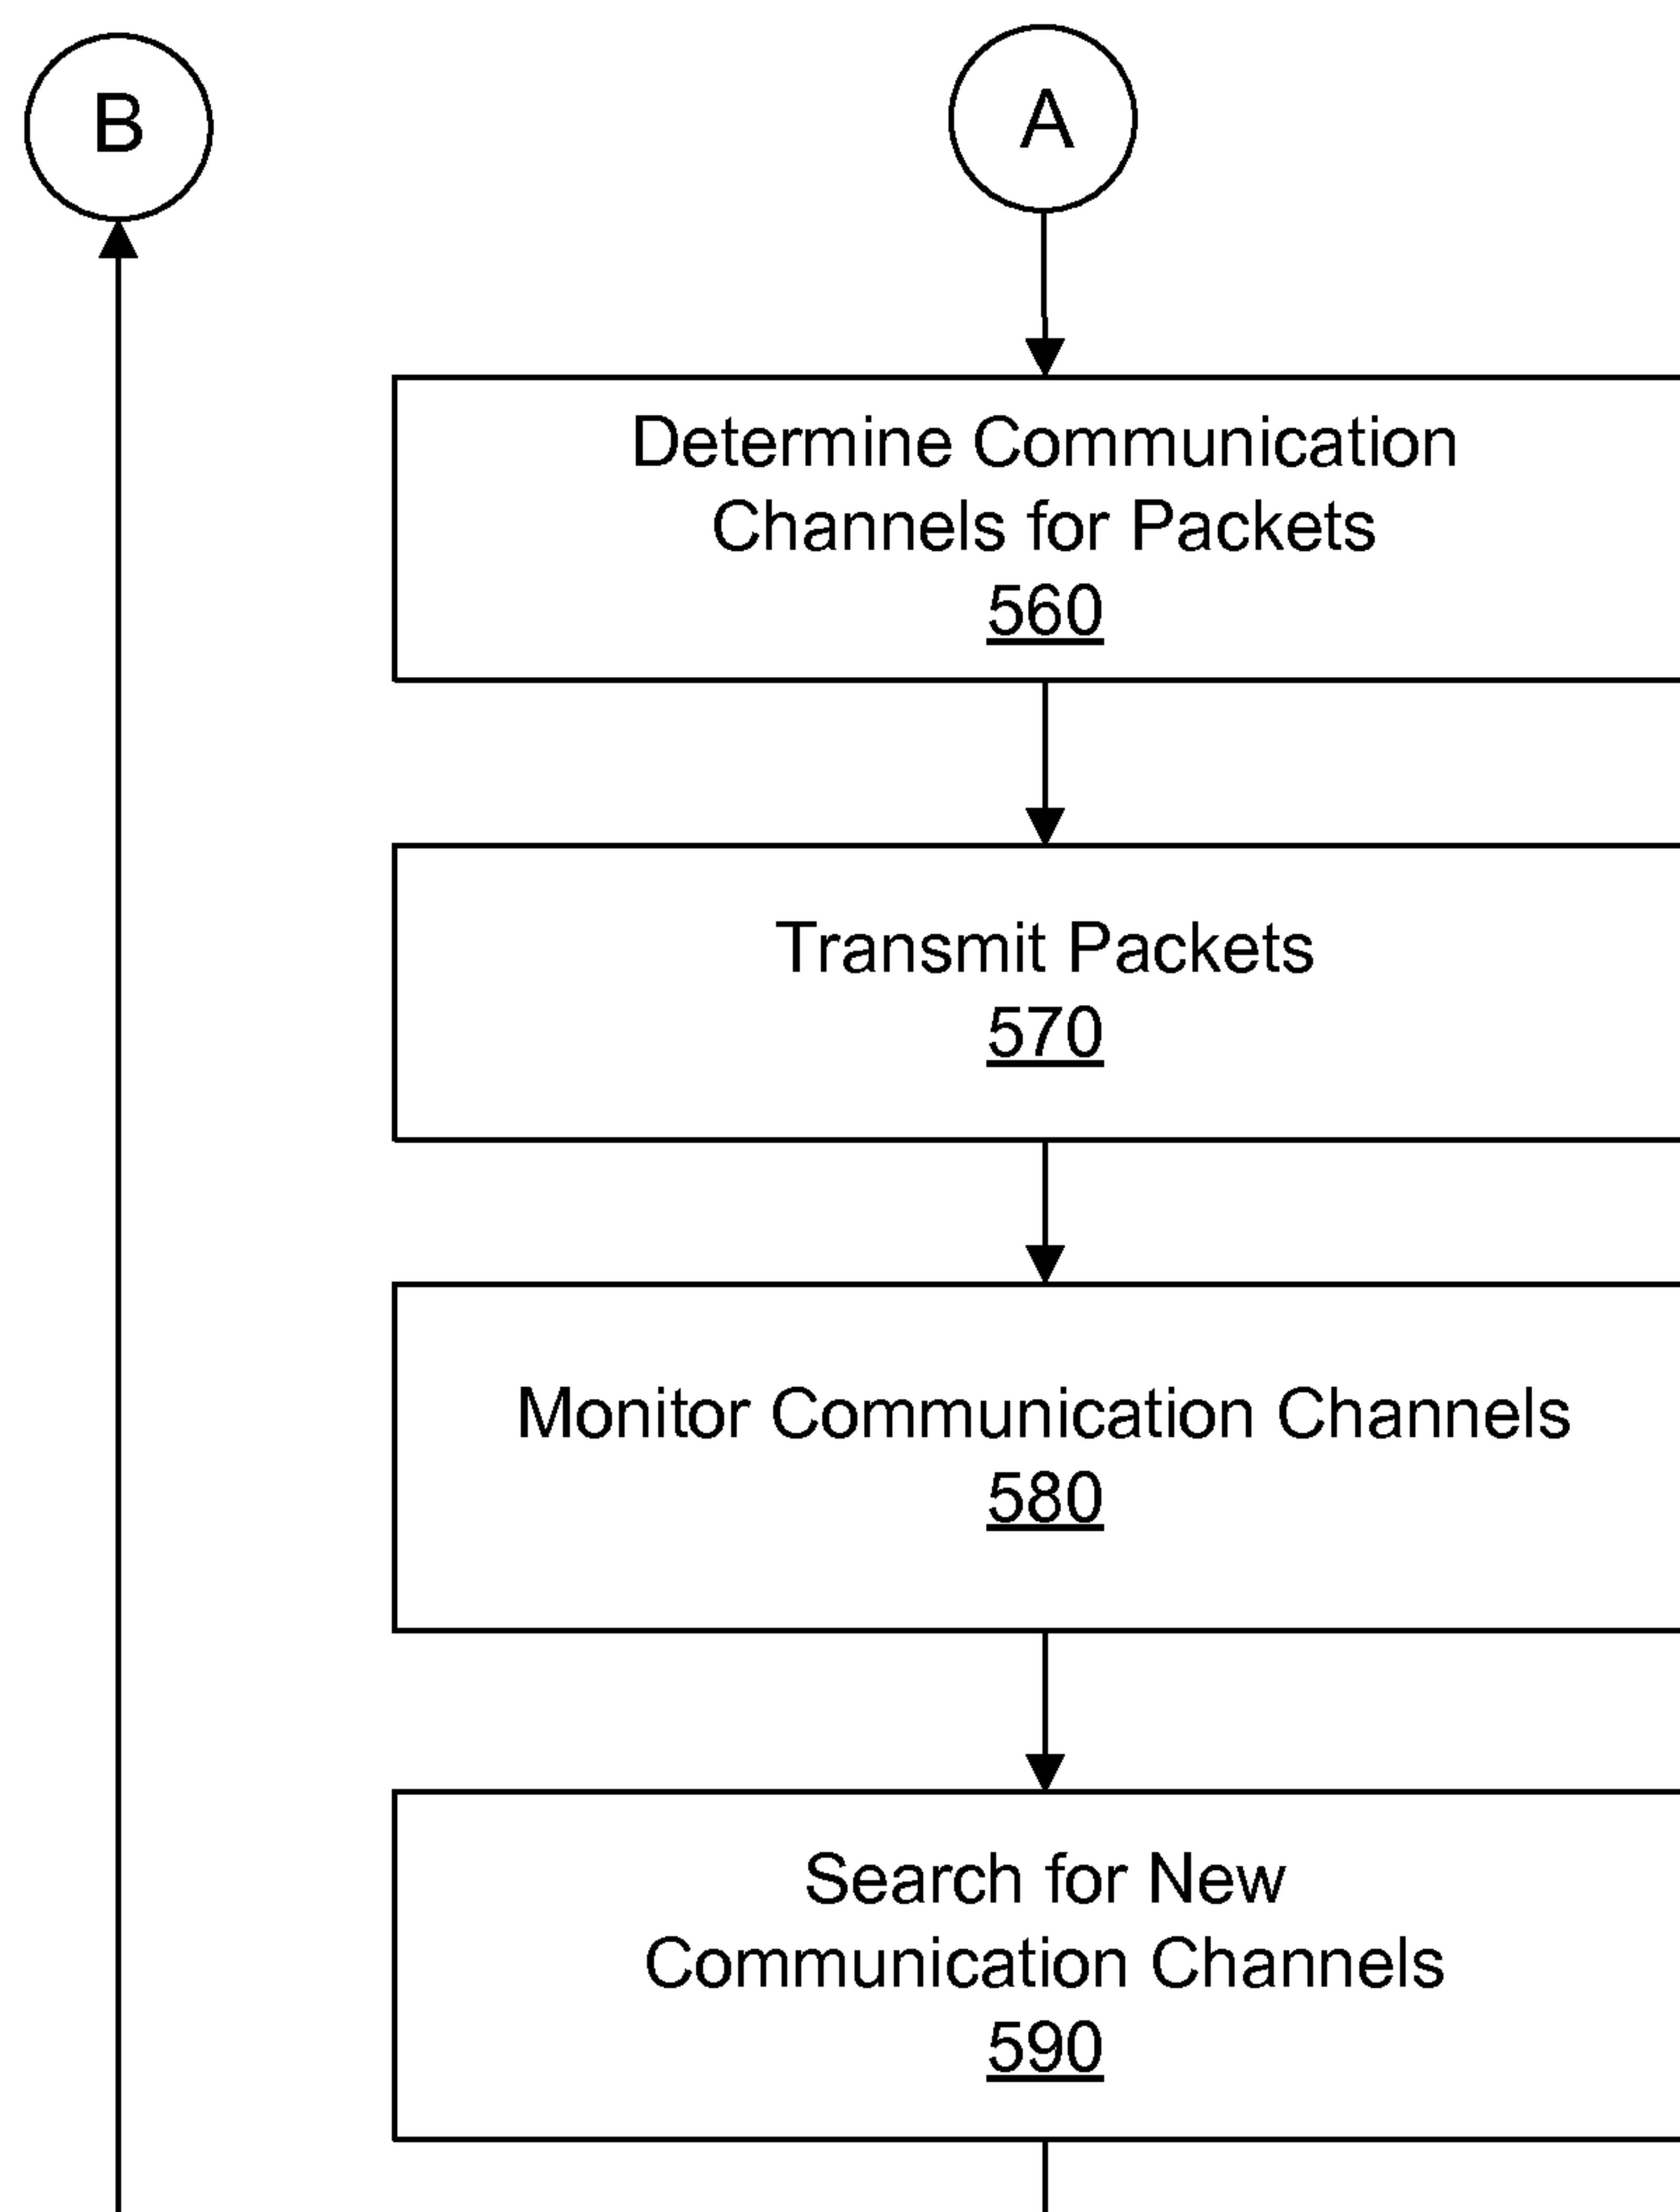 B
A
Determine Communication
Channels for Packets
560
Transmit Packets
570
Monitor Communication Channels
580
Search for New
Communication Channels
590